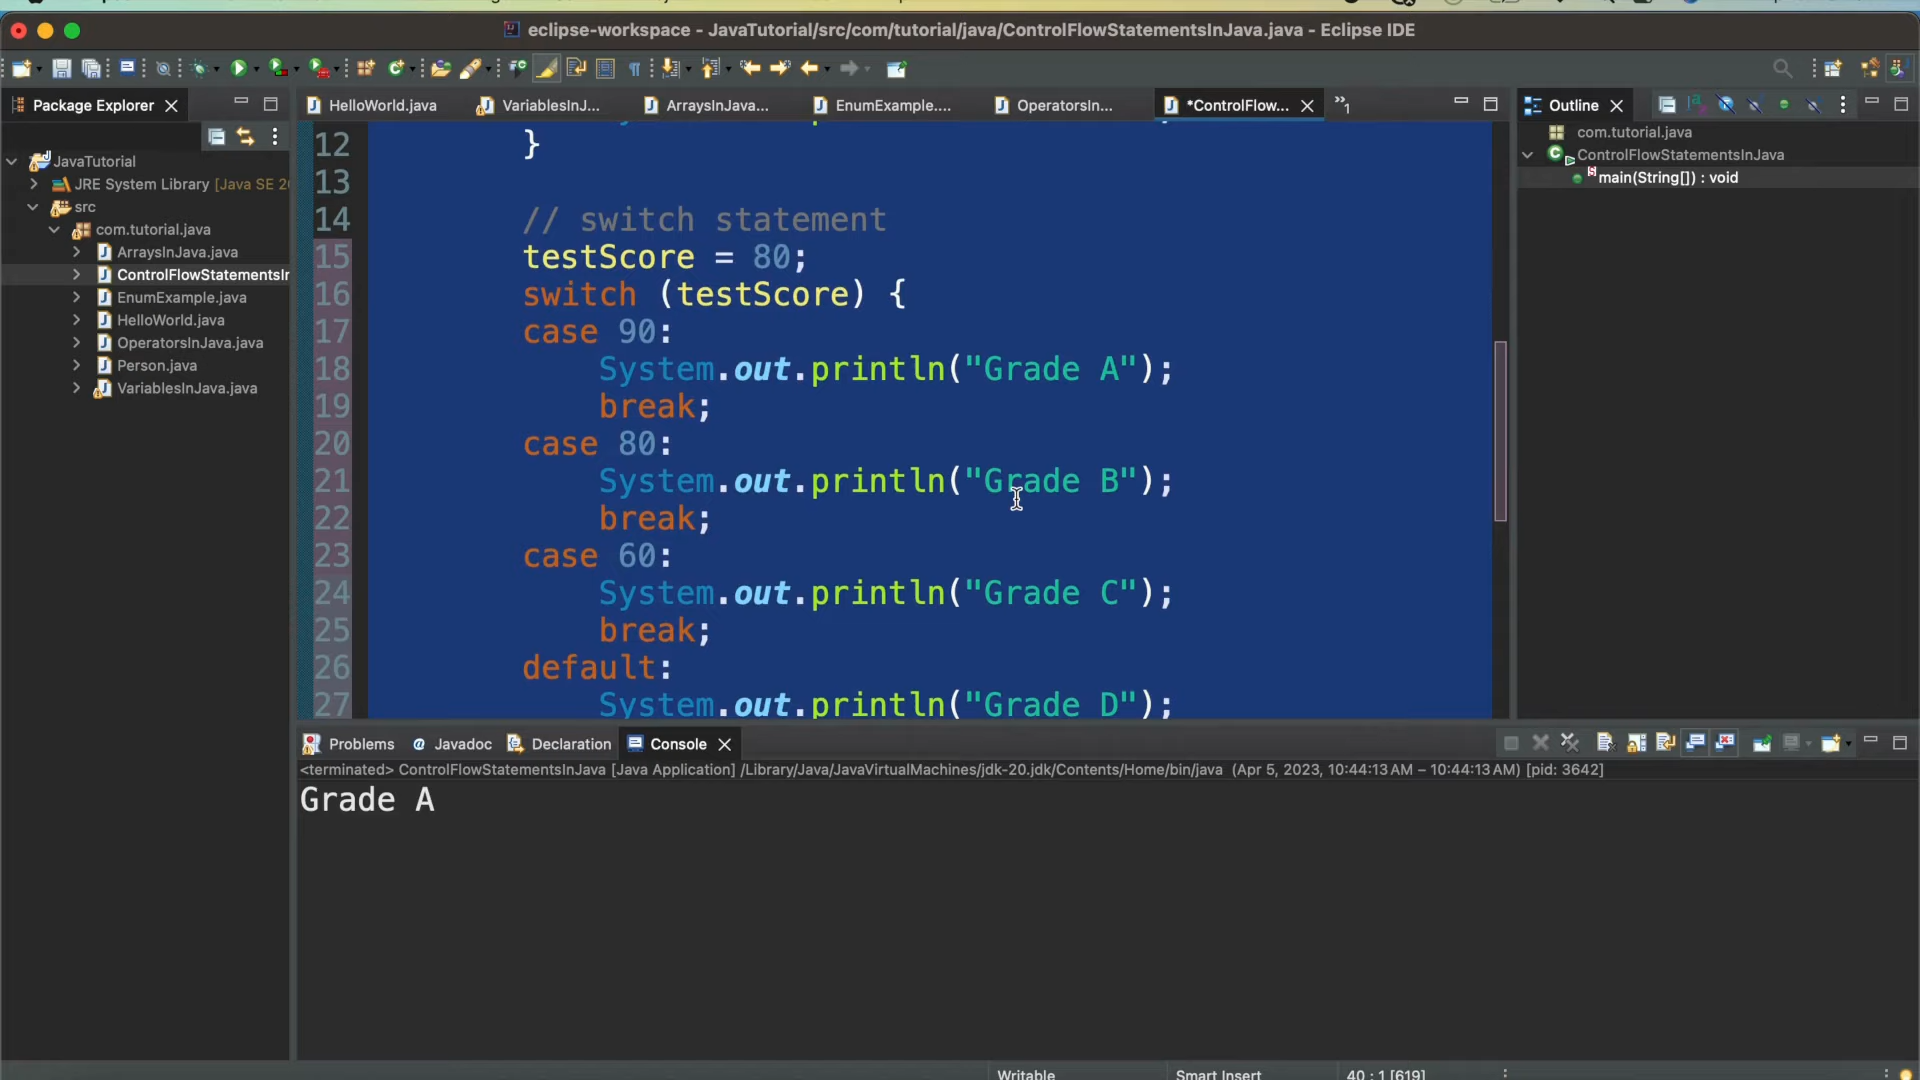 eclipse-workspace - JavaTutorial/src/com/tutorial/java/ControlFlowStatementsInJava.java - Eclipse IDE
Package Explorer
HelloWorld.java
VariablesInJ...
ArraysInJava...
EnumExample....
OperatorsIn...
*ControlFlow...
»1
Outline
JavaTutorial
JRE System Library [Java SE 20
src
com.tutorial.java
ArraysInJava.java
ControlFlowStatementsIn
EnumExample.java
HelloWorld.java
OperatorsInJava.java
Person.java
VariablesInJava.java
12 }
13
14 // switch statement
15 testScore = 80;
16 switch (testScore) {
17 case 90:
18 System.out.println("Grade A");
19 break;
20 case 80:
21 System.out.println("Grade B");
22 break;
23 case 60:
24 System.out.println("Grade C");
25 break;
26 default:
27 System.out.println("Grade D");
com.tutorial.java
ControlFlowStatementsInJava
main(String[]) : void
Problems
Javadoc
Declaration
Console
<terminated> ControlFlowStatementsInJava [Java Application] /Library/Java/JavaVirtualMachines/jdk-20.jdk/Contents/Home/bin/java (Apr 5, 2023, 10:44:13 AM – 10:44:13 AM) [pid: 3642]
Grade A
Writable
Smart Insert
40 : 1 [619]